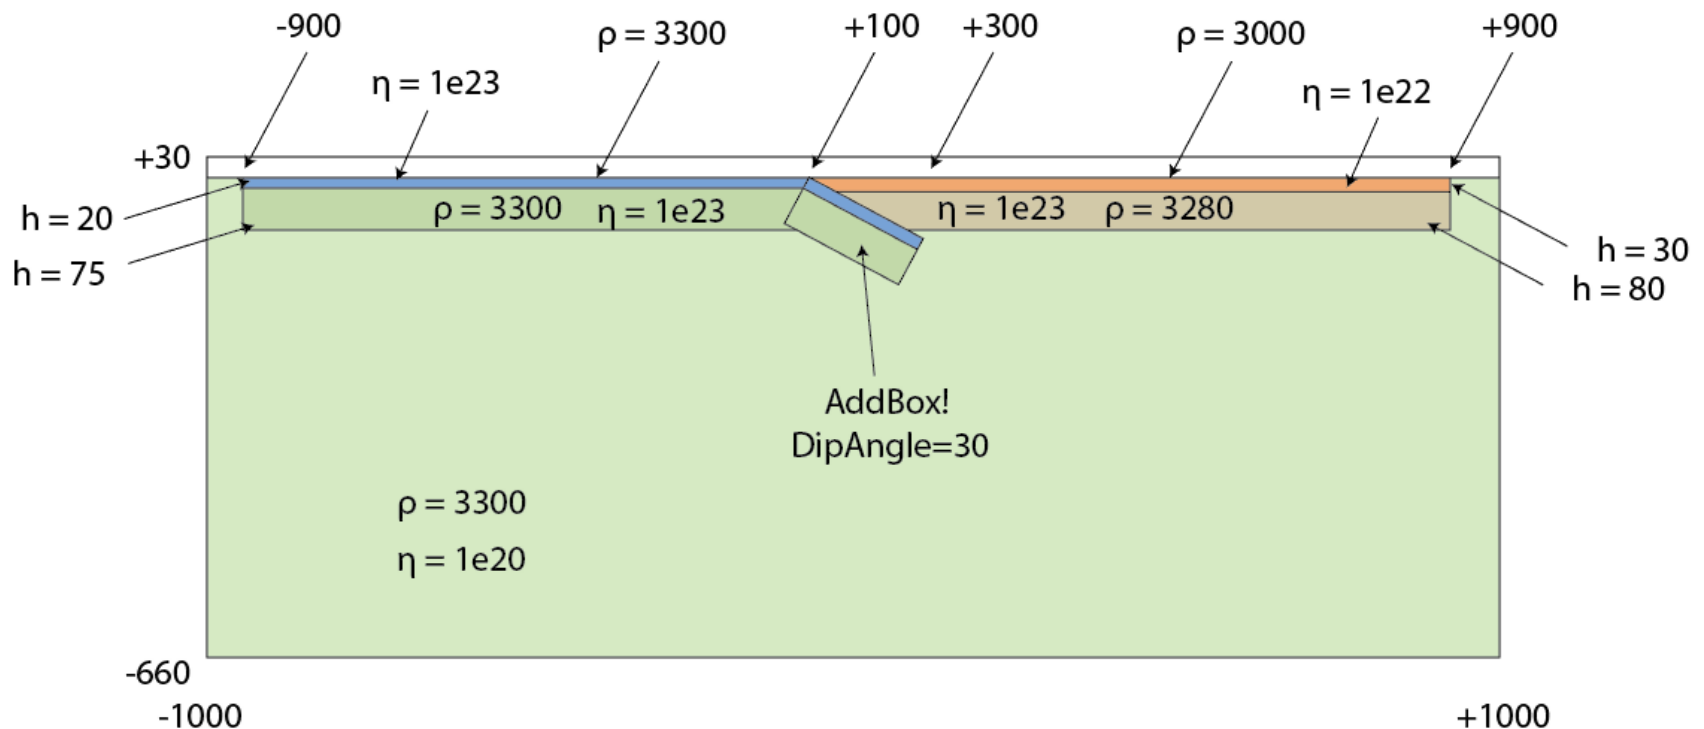 -900
ρ = 3300
+100
+300
ρ = 3000
+900
η = 1e23
η = 1e22
+30
h = 20
ρ = 3300
η = 1e23
η = 1e23
ρ = 3280
h = 30
h = 75
h = 80
AddBox!
DipAngle=30
ρ = 3300
η = 1e20
-660
-1000
+1000